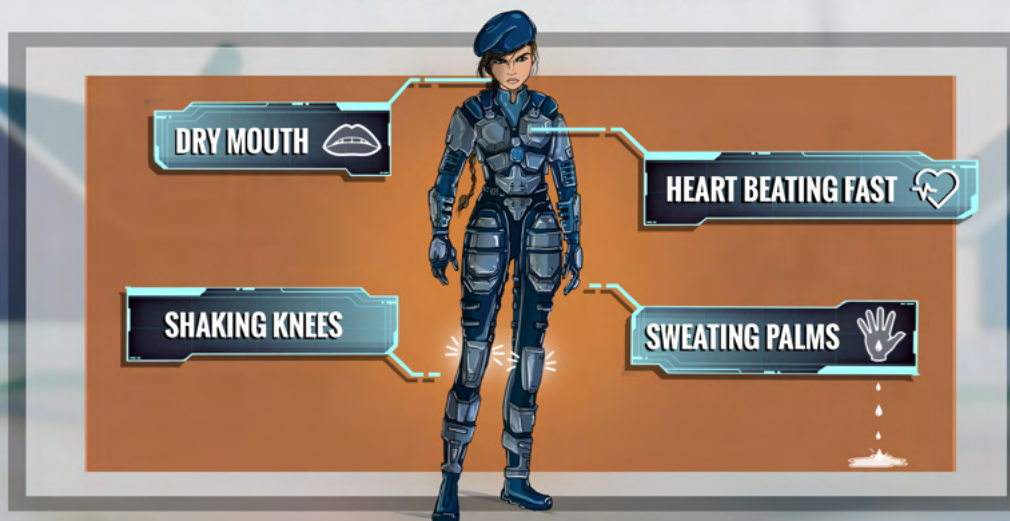 DRY MOUTH
HEART BEATING FAST
SHAKING KNEES
SWEATING PALMS